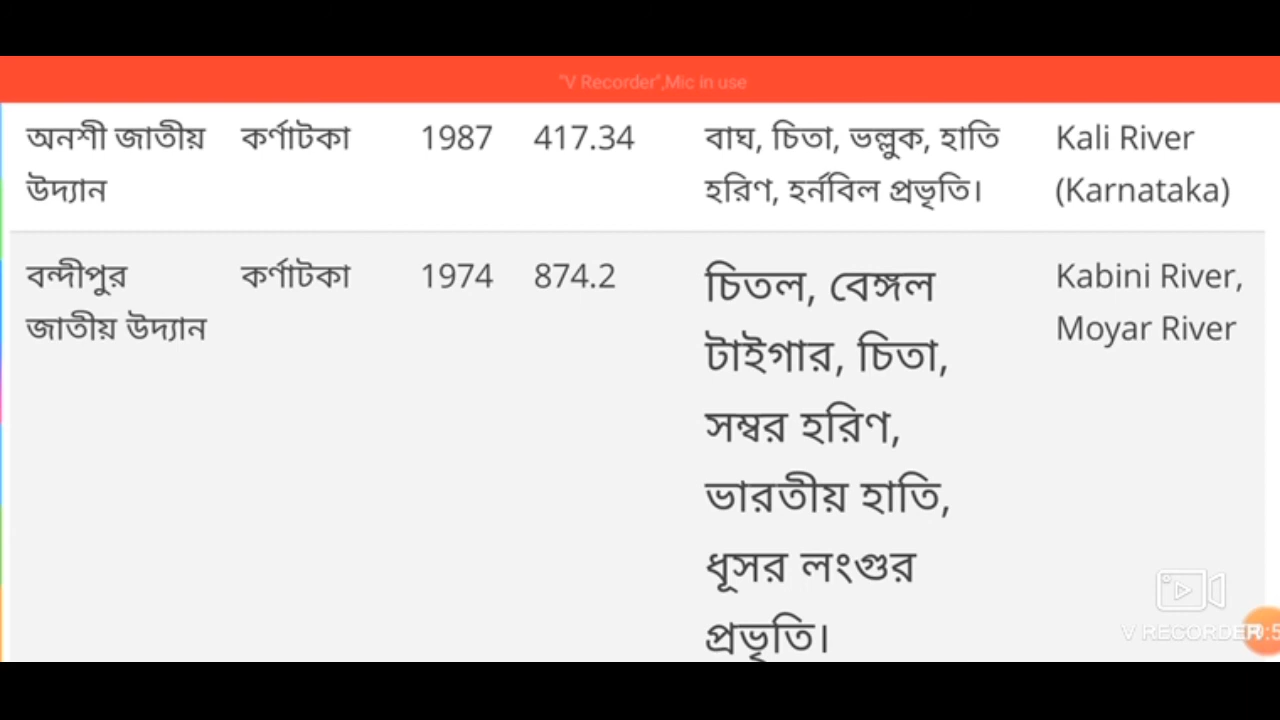 "V Recorder",Mic in use
অনশী জাতীয় কর্ণাটকা 1987 417.34 বাঘ, চিতা, ভল্লুক, হাতি Kali River
উদ্যান হরিণ, হর্নবিল প্রভৃতি। (Karnataka)
বন্দীপুর কর্ণাটকা 1974 874.2 চিতল, বেঙ্গল Kabini River,
জাতীয় উদ্যান টাইগার, চিতা, Moyar River
সম্বর হরিণ,
ভারতীয় হাতি,
ধূসর লংগুর
প্রভৃতি।
V RECORDER